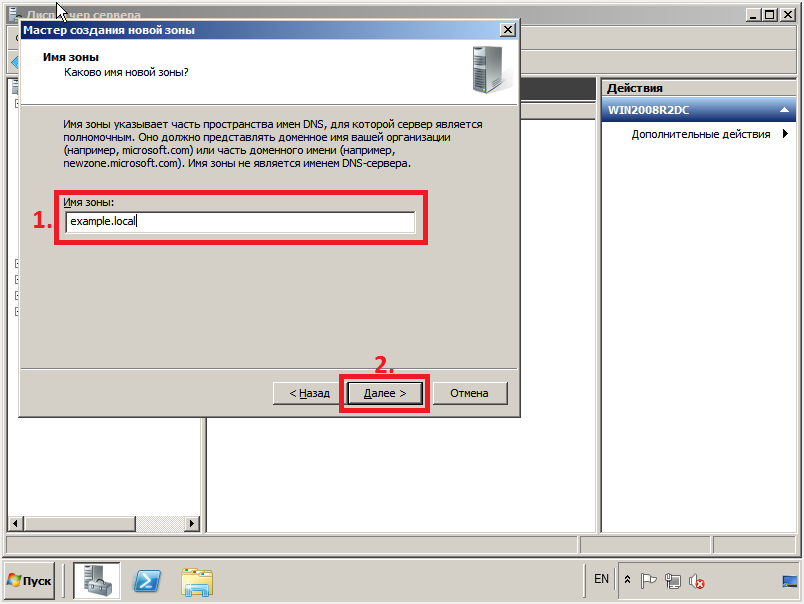 Диспетчер сервера
Мастер создания новой зоны
Имя зоны
Каково имя новой зоны?
Имя зоны указывает часть пространства имен DNS, для которой сервер является
полномочным. Оно должно представлять доменное имя вашей организации
(например, microsoft.com) или часть доменного имени (например,
newzone.microsoft.com). Имя зоны не является именем DNS-сервера.
Имя зоны:
1.
example.local
2.
< Назад
Далее >
Отмена
Действия
WIN2008R2DC
Дополнительные действия
Пуск
EN